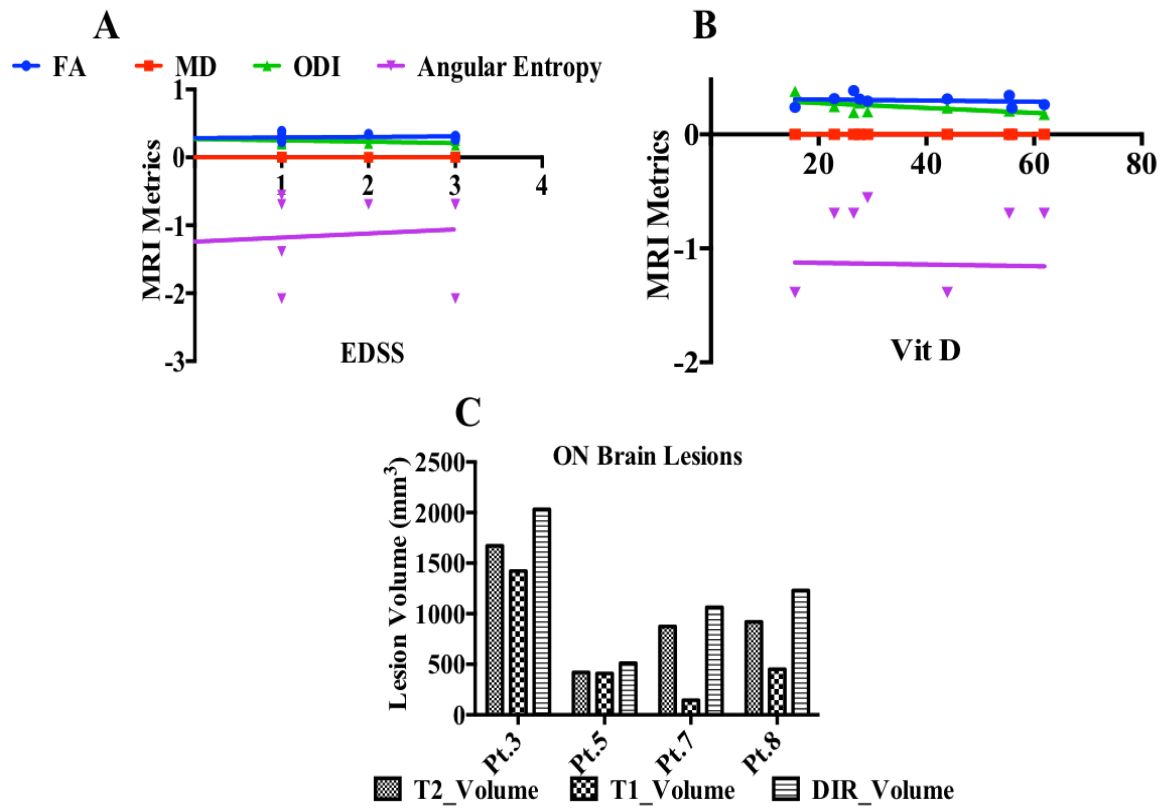 A
B
FA MD ODI Angular Entropy
MRI Metrics
1
0
-1
-2
-3
1 2 3 4
EDSS
MRI Metrics
0
-1
-2
20 40 60 80
Vit D
C
ON Brain Lesions
Lesion Volume (mm³)
2500
2000
1500
1000
500
0
Pt.3 Pt.5 Pt.7 Pt.8
T2_Volume T1_Volume DIR_Volume